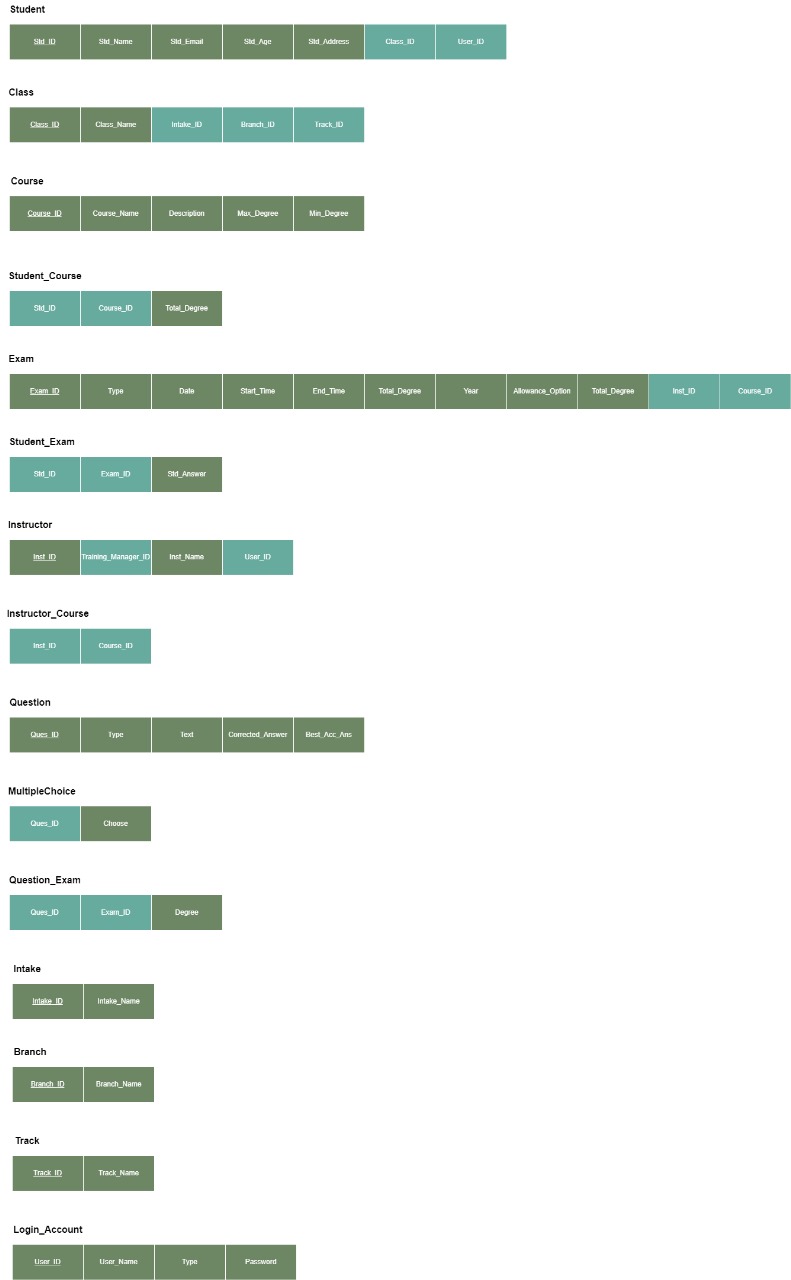 Student
Std_ID Std_Name Std_Email Std_Age Std_Address Class_ID User_ID
Class
Class_ID Class_Name Intake_ID Branch_ID Track_ID
Course
Course_ID Course_Name Description Max_Degree Min_Degree
Student_Course
Std_ID Course_ID Total_Degree
Exam
Exam_ID Type Date Start_Time End_Time Total_Degree Year Allowance_Option Total_Degree Inst_ID Course_ID
Student_Exam
Std_ID Exam_ID Std_Answer
Instructor
Inst_ID Training_Manager_ID Inst_Name User_ID
Instructor_Course
Inst_ID Course_ID
Question
Ques_ID Type Text Corrected_Answer Best_Acc_Ans
MultipleChoice
Ques_ID Choose
Question_Exam
Ques_ID Exam_ID Degree
Intake
Intake_ID Intake_Name
Branch
Branch_ID Branch_Name
Track
Track_ID Track_Name
Login_Account
User_ID User_Name Type Password